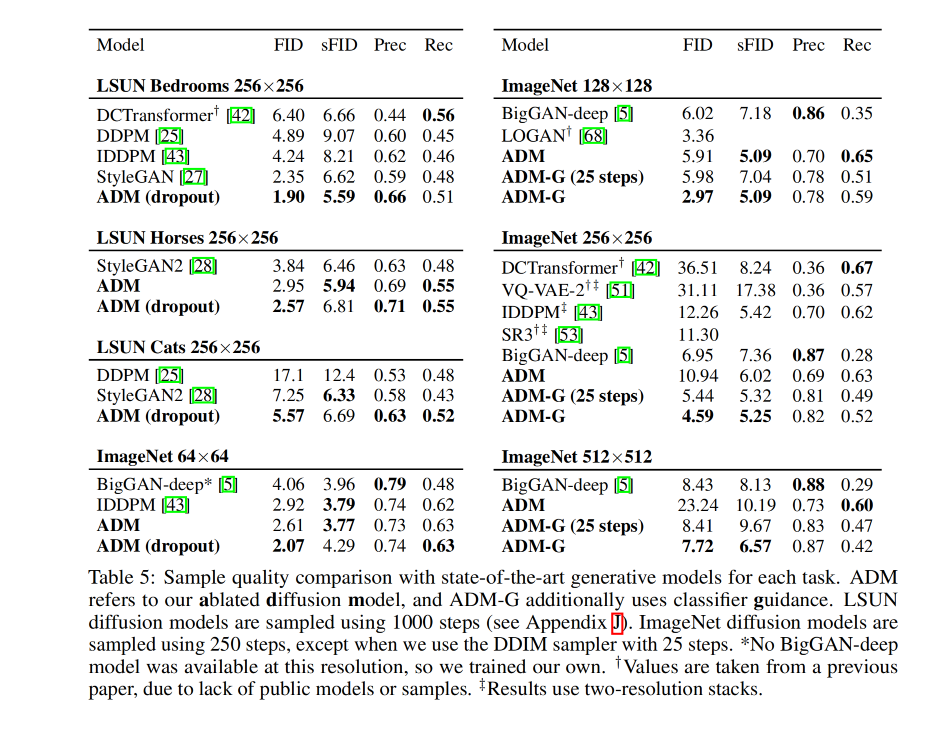 Model FID sFID Prec Rec
LSUN Bedrooms 256×256
DCTransformer† [42] 6.40 6.66 0.44 0.56
DDPM [25] 4.89 9.07 0.60 0.45
IDDPM [43] 4.24 8.21 0.62 0.46
StyleGAN [27] 2.35 6.62 0.59 0.48
ADM (dropout) 1.90 5.59 0.66 0.51
LSUN Horses 256×256
StyleGAN2 [28] 3.84 6.46 0.63 0.48
ADM 2.95 5.94 0.69 0.55
ADM (dropout) 2.57 6.81 0.71 0.55
LSUN Cats 256×256
DDPM [25] 17.1 12.4 0.53 0.48
StyleGAN2 [28] 7.25 6.33 0.58 0.43
ADM (dropout) 5.57 6.69 0.63 0.52
ImageNet 64×64
BigGAN-deep* [5] 4.06 3.96 0.79 0.48
IDDPM [43] 2.92 3.79 0.74 0.62
ADM 2.61 3.77 0.73 0.63
ADM (dropout) 2.07 4.29 0.74 0.63
Model FID sFID Prec Rec
ImageNet 128×128
BigGAN-deep [5] 6.02 7.18 0.86 0.35
LOGAN† [68] 3.36
ADM 5.91 5.09 0.70 0.65
ADM-G (25 steps) 5.98 7.04 0.78 0.51
ADM-G 2.97 5.09 0.78 0.59
ImageNet 256×256
DCTransformer† [42] 36.51 8.24 0.36 0.67
VQ-VAE-2†‡ [51] 31.11 17.38 0.36 0.57
IDDPM‡ [43] 12.26 5.42 0.70 0.62
SR3†‡ [53] 11.30
BigGAN-deep [5] 6.95 7.36 0.87 0.28
ADM 10.94 6.02 0.69 0.63
ADM-G (25 steps) 5.44 5.32 0.81 0.49
ADM-G 4.59 5.25 0.82 0.52
ImageNet 512×512
BigGAN-deep [5] 8.43 8.13 0.88 0.29
ADM 23.24 10.19 0.73 0.60
ADM-G (25 steps) 8.41 9.67 0.83 0.47
ADM-G 7.72 6.57 0.87 0.42
Table 5: Sample quality comparison with state-of-the-art generative models for each task. ADM
refers to our ablated diffusion model, and ADM-G additionally uses classifier guidance. LSUN
diffusion models are sampled using 1000 steps (see Appendix J). ImageNet diffusion models are
sampled using 250 steps, except when we use the DDIM sampler with 25 steps. *No BigGAN-deep
model was available at this resolution, so we trained our own. †Values are taken from a previous
paper, due to lack of public models or samples. ‡Results use two-resolution stacks.